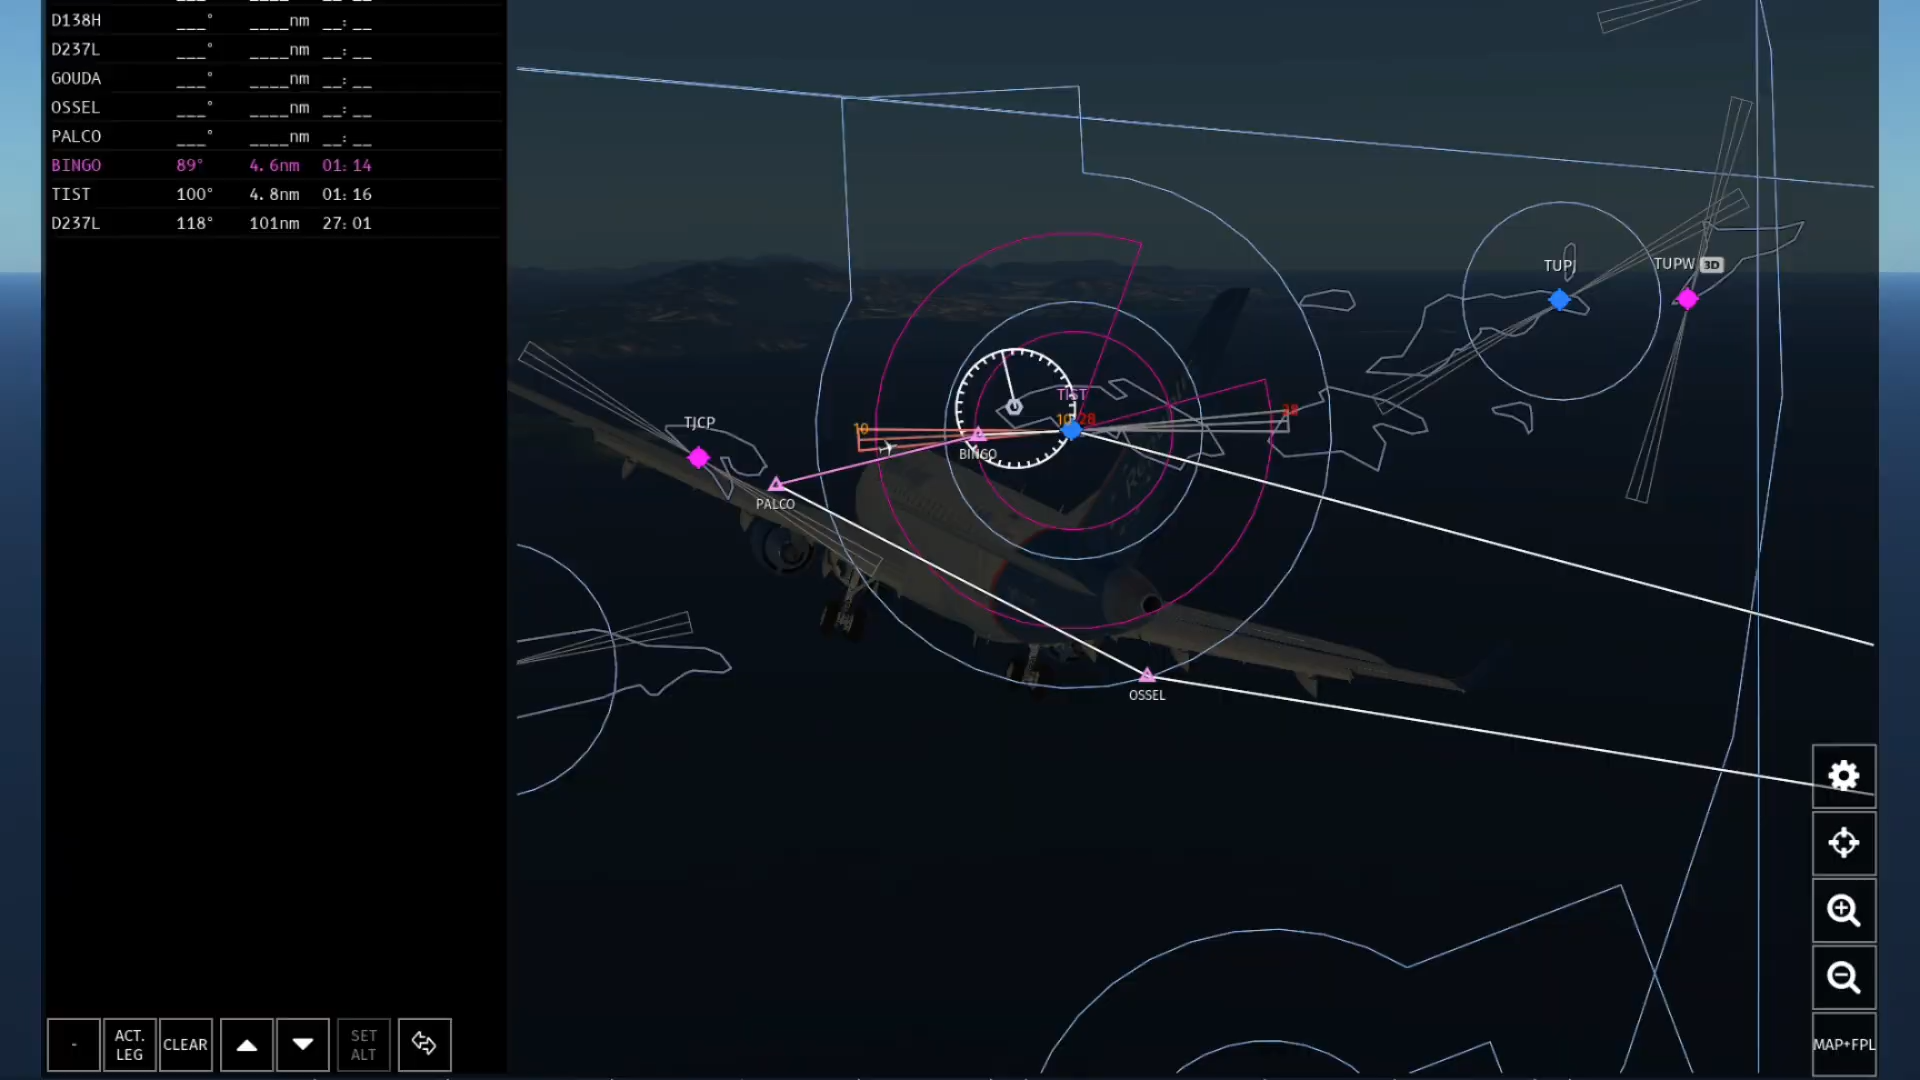 D138H ___° ____nm __:__
D237L ___° ____nm __:__
GOUDA ___° ____nm __:__
OSSEL ___° ____nm __:__
PALCO ___° ____nm __:__
BINGO 89° 4.6nm 01:14
TIST 100° 4.8nm 01:16
D237L 118° 101nm 27:01
TUPJ
TUPW 3D
TIST
10 28
28
10
TJCP
BINGO
PALCO
OSSEL
- ACT. LEG CLEAR SET ALT
MAP+FPL